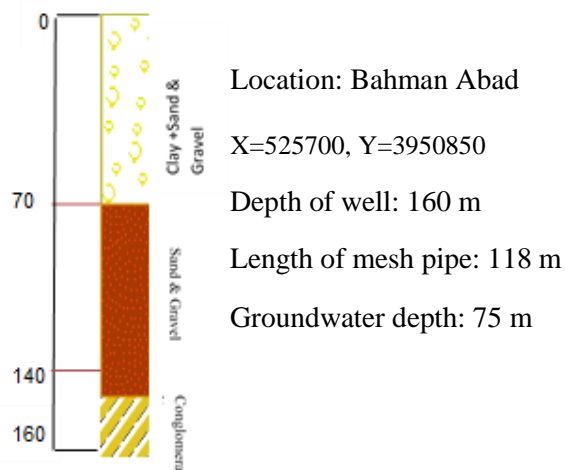 0
70
140
160
Clay +Sand &
Gravel
Sand & Gravel
Conglomera
Location: Bahman Abad
X=525700, Y=3950850
Depth of well: 160 m
Length of mesh pipe: 118 m
Groundwater depth: 75 m